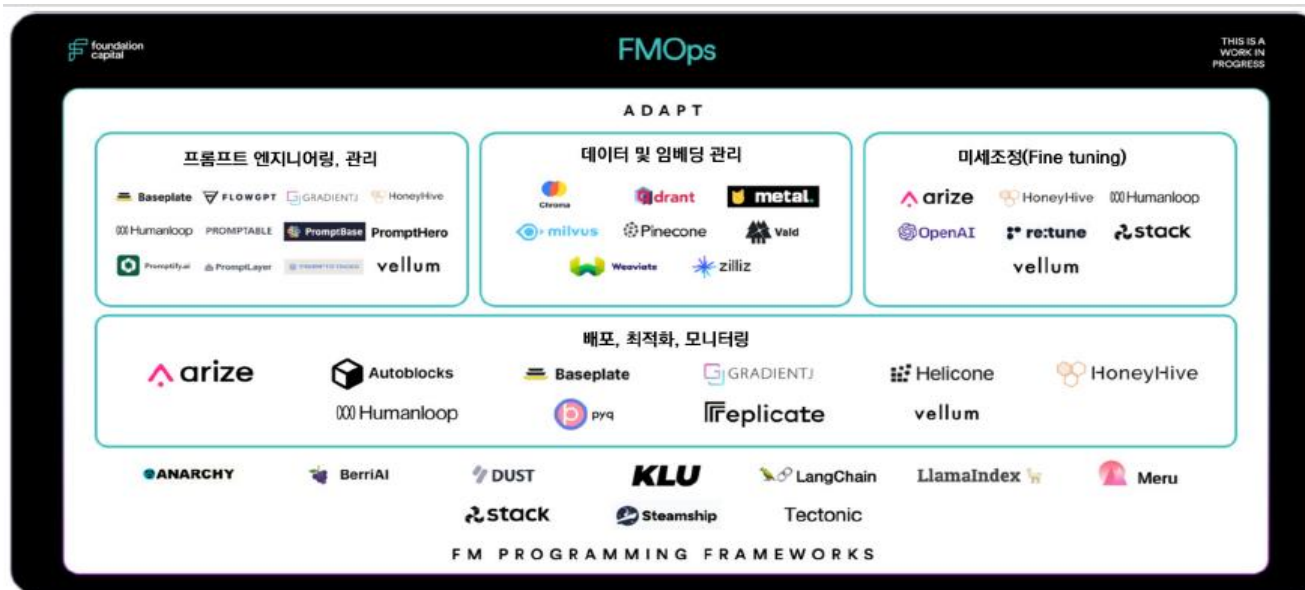 foundation
capital
FMOps
THIS IS A
WORK IN
PROGRESS
ADAPT
프롬프트 엔지니어링, 관리
Baseplate FLOWGPT GRADIENTJ HoneyHive
Humanloop PROMPTABLE PromptBase PromptHero
Promptify.ai PromptLayer vellum
데이터 및 임베딩 관리
Chroma drant metal.
milvus Pinecone Vald
Weaviate zilliz
미세조정(Fine tuning)
arize HoneyHive Humanloop
OpenAI re:tune stack
vellum
배포, 최적화, 모니터링
arize Autoblocks Baseplate GRADIENTJ Helicone HoneyHive
Humanloop pyq replicate vellum
ANARCHY BerriAI DUST KLU LangChain LlamaIndex Meru
stack Steamship Tectonic
FM PROGRAMMING FRAMEWORKS